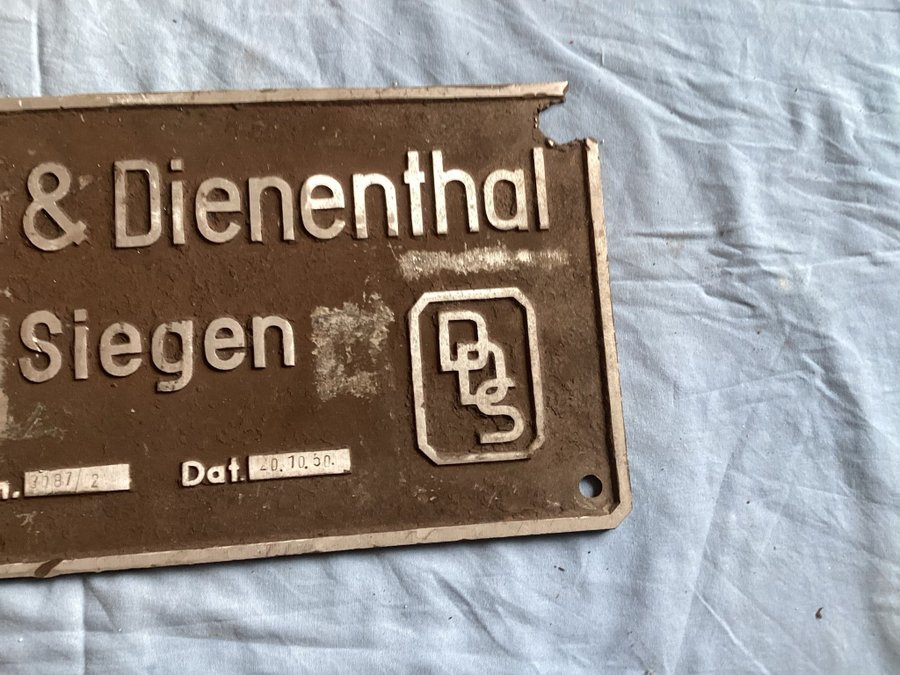 & Dienenthal
Siegen
DDS
3087/2 Dat. 20.10.50.